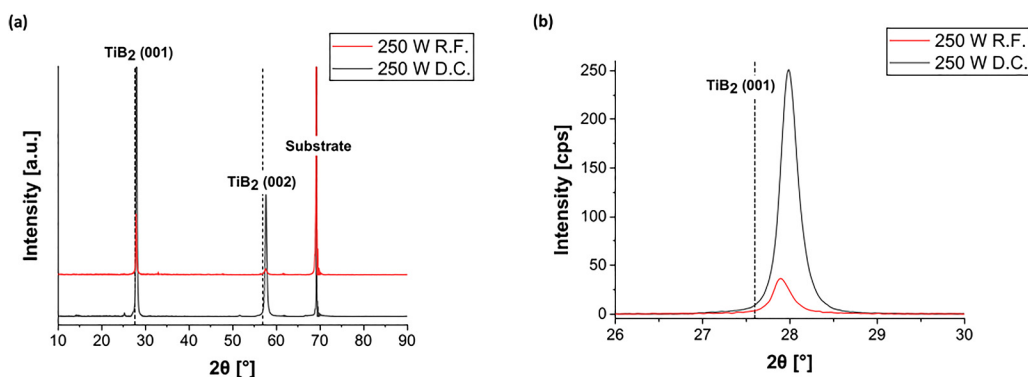 (a)
250 W R.F.
250 W D.C.
TiB2 (001)
Substrate
TiB2 (002)
Intensity [a.u.]
10 20 30 40 50 60 70 80 90
2θ [°]
(b)
250 W R.F.
250 W D.C.
TiB2 (001)
Intensity [cps]
250
200
150
100
50
0
26 27 28 29 30
2θ [°]